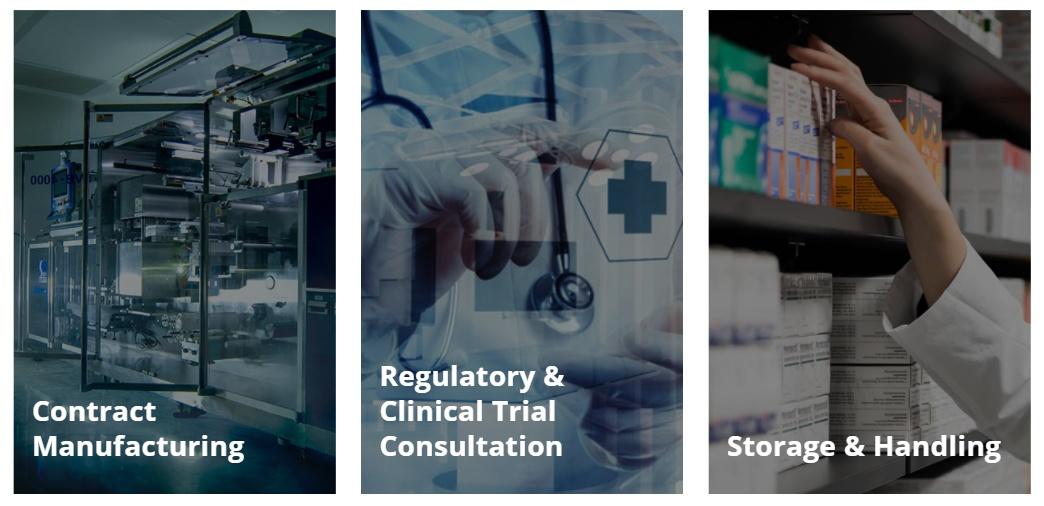 Contract
Manufacturing
Regulatory &
Clinical Trial
Consultation
Storage & Handling